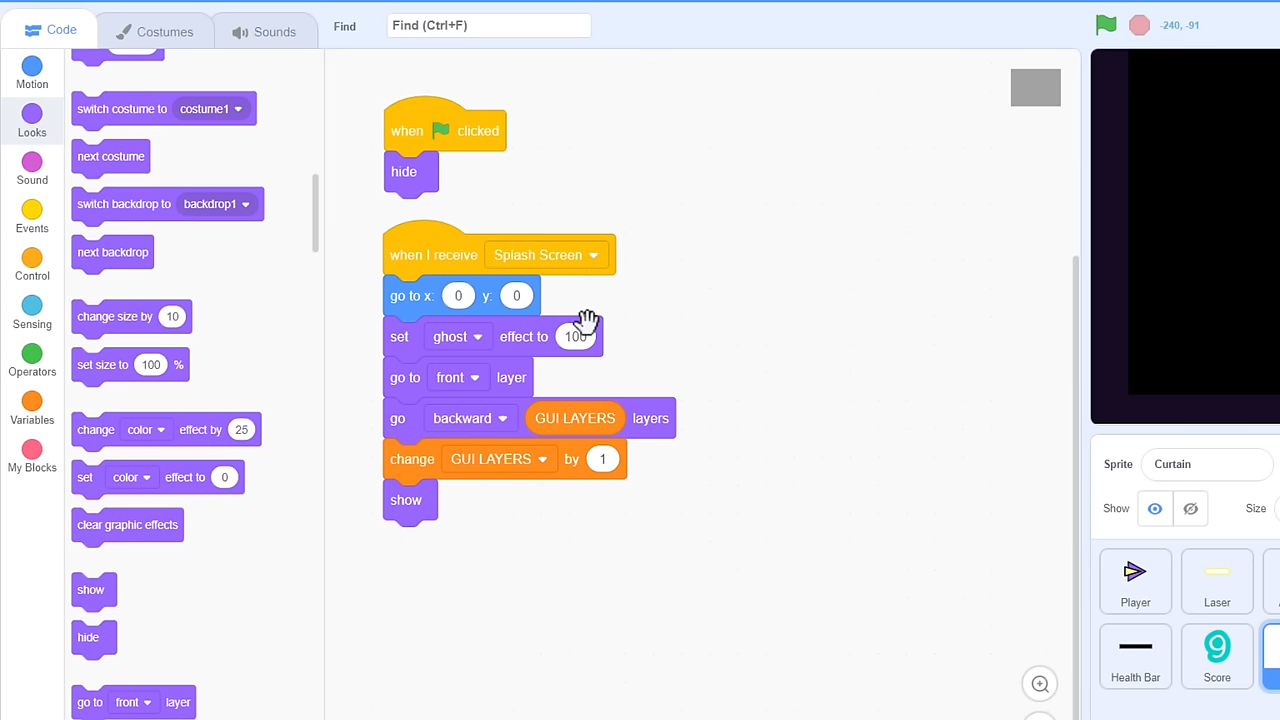 Code
Costumes
Sounds
Find
Find (Ctrl+F)
-240, -91
Motion
Looks
Sound
Events
Control
Sensing
Operators
Variables
My Blocks
switch costume to costume1
next costume
switch backdrop to backdrop1
next backdrop
change size by 10
set size to 100 %
change color effect by 25
set color effect to 0
clear graphic effects
show
hide
go to front layer
when clicked
hide
when I receive Splash Screen
go to x: 0 y: 0
set ghost effect to 100
go to front layer
go backward GUI LAYERS layers
change GUI LAYERS by 1
show
Sprite Curtain
Show Size
Player
Laser
Health Bar
9
Score